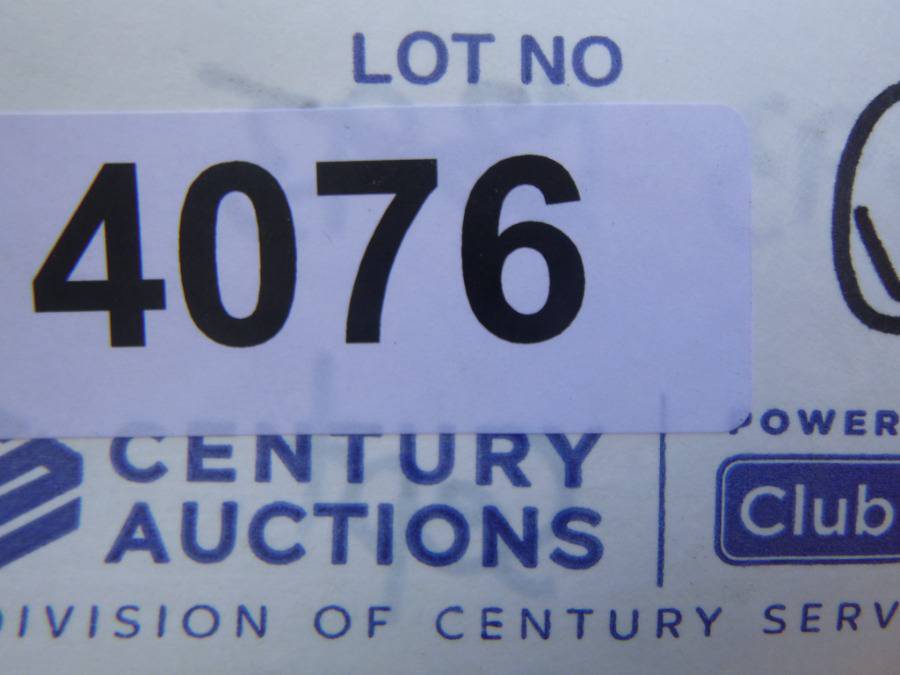 LOT NO
4076
CENTURY
AUCTIONS
POWER
Club
DIVISION OF CENTURY SERV